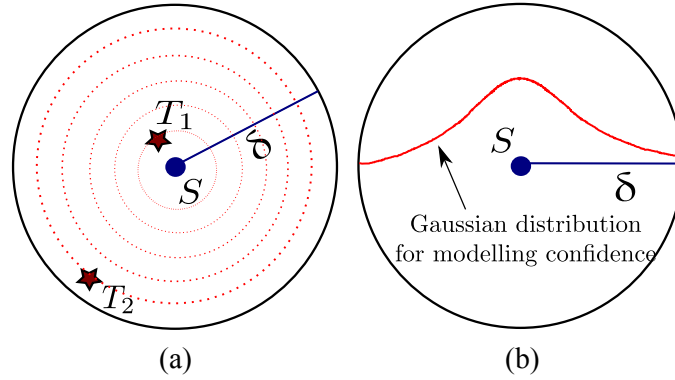 T1
S
δ
T2
(a)
S
δ
Gaussian distribution
for modelling confidence
(b)